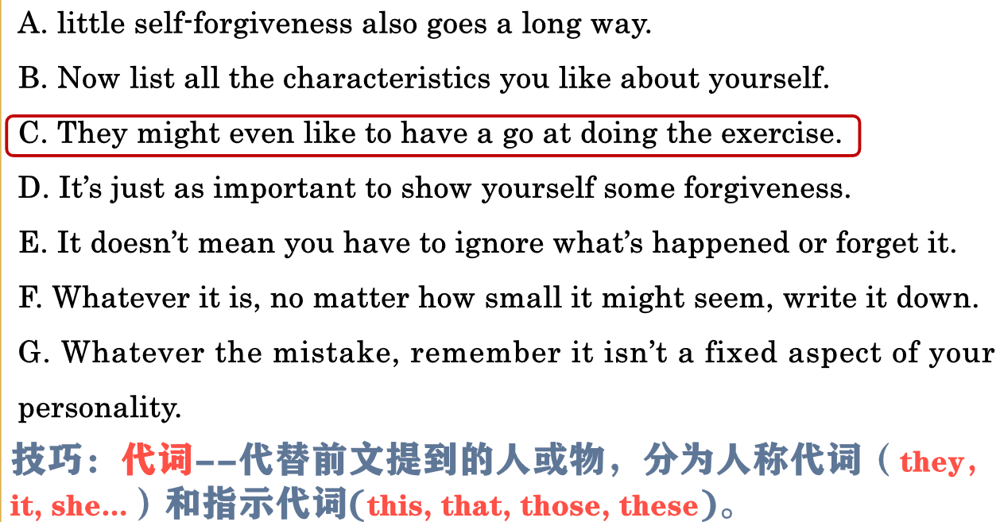 A. little self-forgiveness also goes a long way.
B. Now list all the characteristics you like about yourself.
C. They might even like to have a go at doing the exercise.
D. It’s just as important to show yourself some forgiveness.
E. It doesn’t mean you have to ignore what’s happened or forget it.
F. Whatever it is, no matter how small it might seem, write it down.
G. Whatever the mistake, remember it isn’t a fixed aspect of your
personality.
技巧：代词--代替前文提到的人或物，分为人称代词（they,
it, she...）和指示代词(this, that, those, these)。